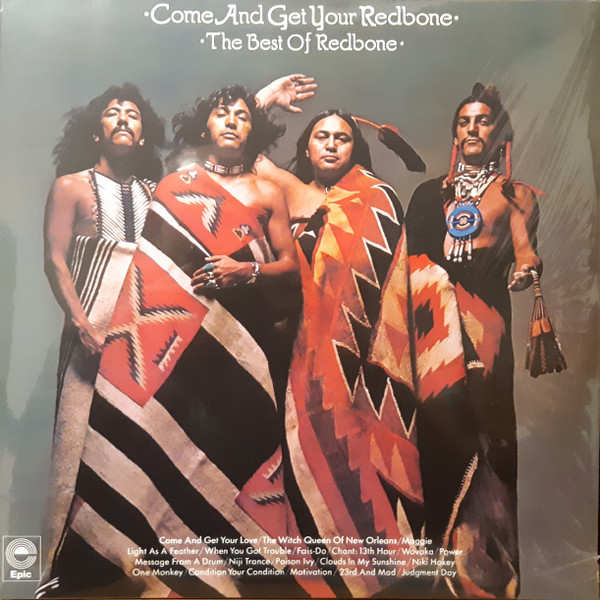 ·Come And Get Your Redbone·
·The Best Of Redbone·
Come And Get Your Love/The Witch Queen Of New Orleans/Maggie
Light As A Feather/When You Got Trouble/Fais-Do/Chant: 13th Hour/Wovoka/Power
Message From A Drum/Niji Trance/Poison Ivy/Clouds In My Sunshine/Niki Hokey
One Monkey/Condition Your Condition/Motivation/23rd And Mad/Judgment Day
Epic